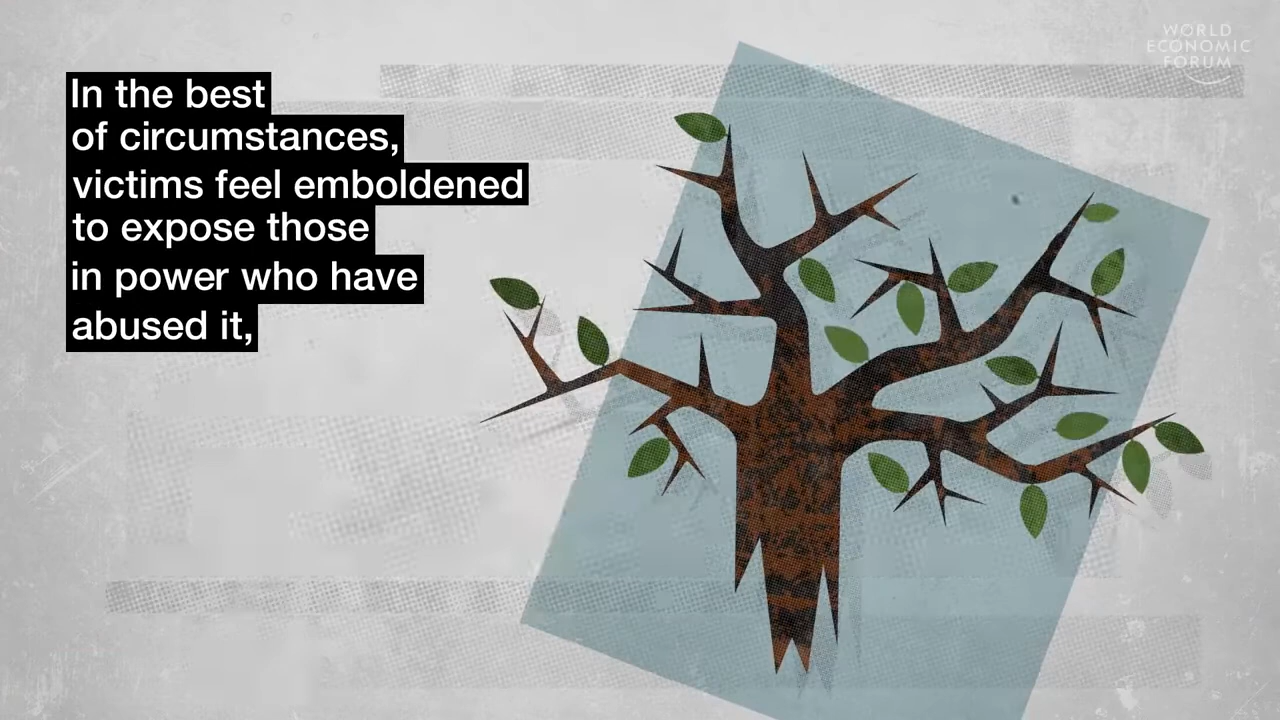 In the best
of circumstances,
victims feel emboldened
to expose those
in power who have
abused it,
WORLD
ECONOMIC
FORUM